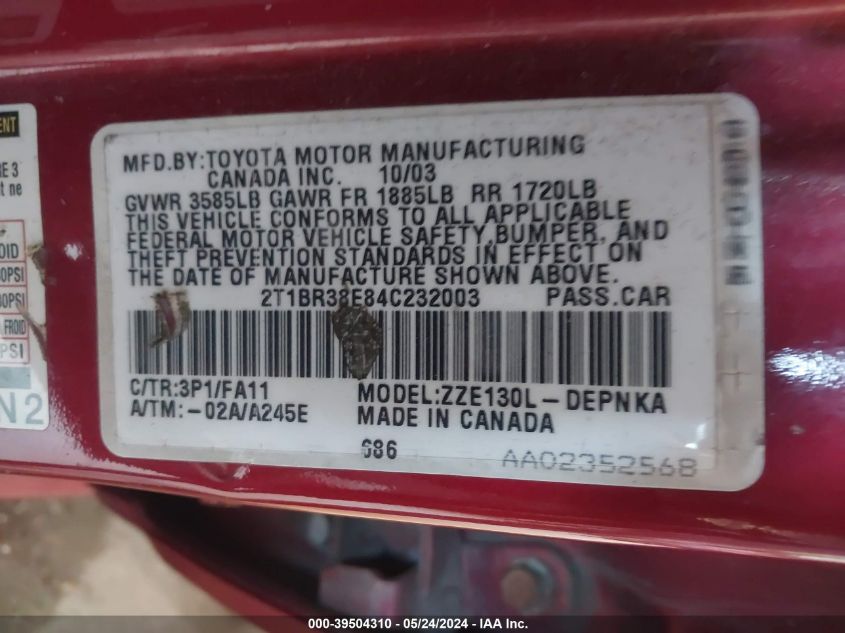 MFD.BY:TOYOTA MOTOR MANUFACTURING
CANADA INC. 10/03
GVWR 3585LB GAWR FR 1885LB RR 1720LB
THIS VEHICLE CONFORMS TO ALL APPLICABLE
FEDERAL MOTOR VEHICLE SAFETY,BUMPER, AND
THEFT PREVENTION STANDARDS IN EFFECT ON
THE DATE OF MANUFACTURE SHOWN ABOVE.
2T1BR38E84C232003 PASS.CAR
C/TR:3P1/FA11 MODEL:ZZE130L-DEPNKA
A/TM:-02A/A245E MADE IN CANADA
686
AA02352568
FROID
PSI
N2
000-39504310 - 05/24/2024 - IAA Inc.